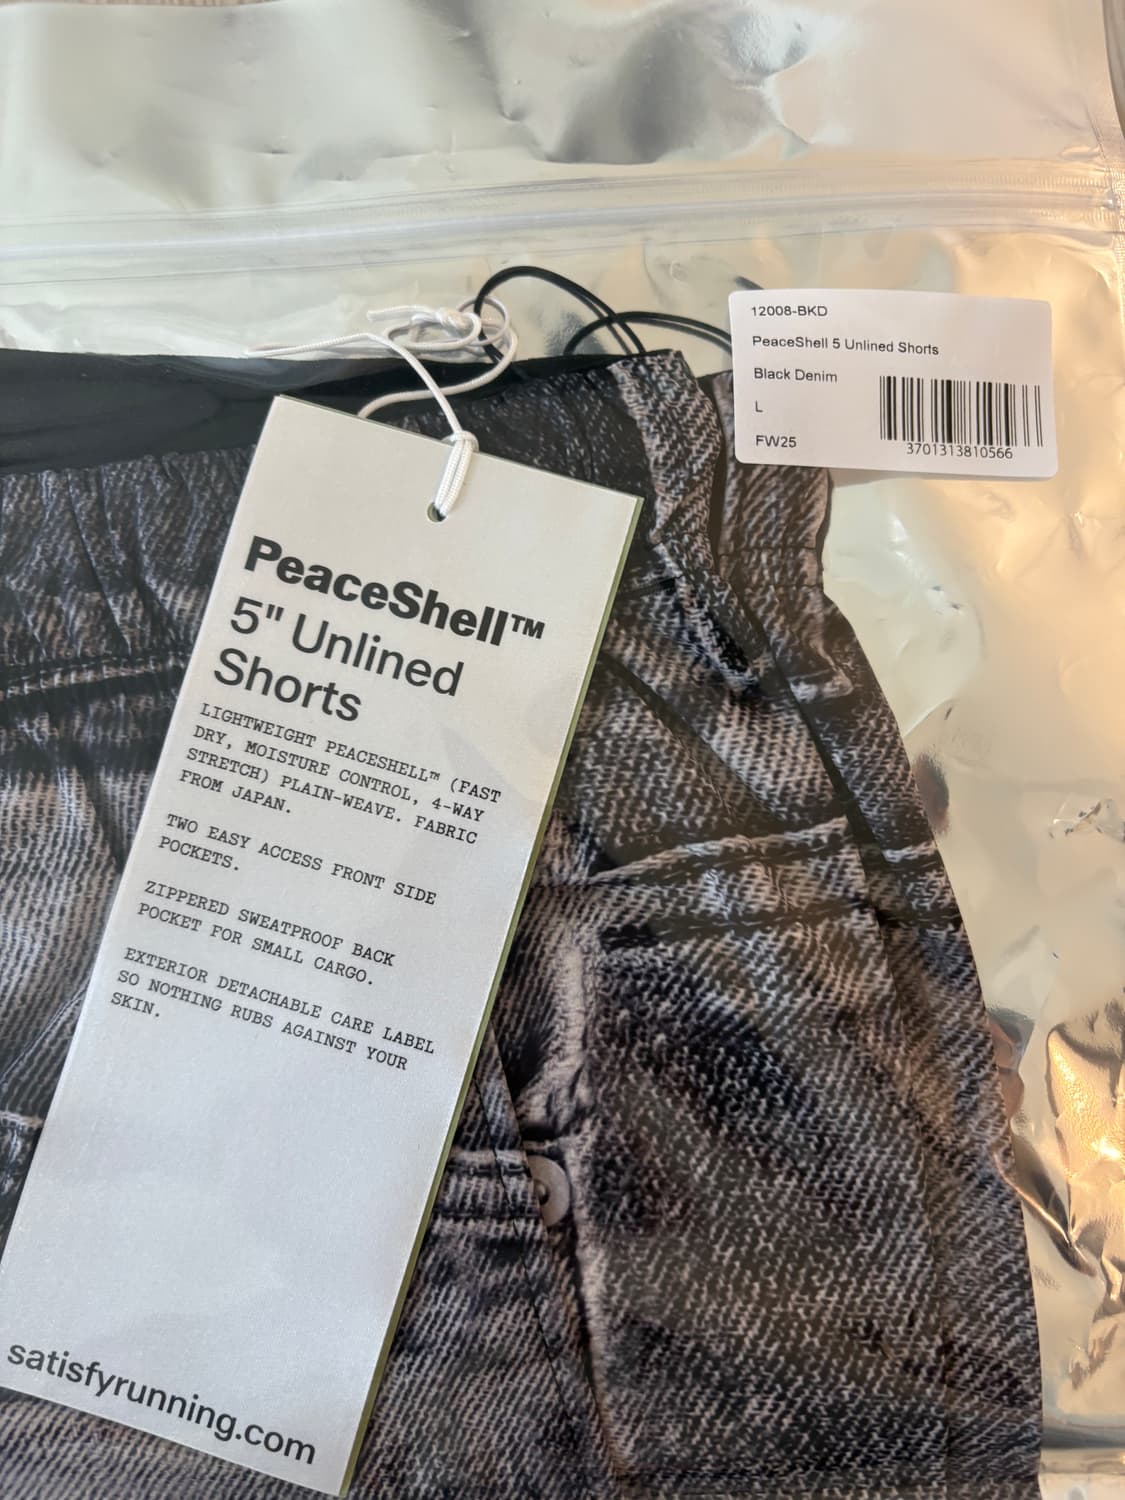 12008-BKD
PeaceShell 5 Unlined Shorts
Black Denim
L
FW25
3701313810566
PeaceShell™
5" Unlined
Shorts
LIGHTWEIGHT PEACESHELL™ (FAST
DRY, MOISTURE CONTROL, 4-WAY
STRETCH) PLAIN-WEAVE. FABRIC
FROM JAPAN.
TWO EASY ACCESS FRONT SIDE
POCKETS.
ZIPPERED SWEATPROOF BACK
POCKET FOR SMALL CARGO.
EXTERIOR DETACHABLE CARE LABEL
SO NOTHING RUBS AGAINST YOUR
SKIN.
satisfyrunning.com